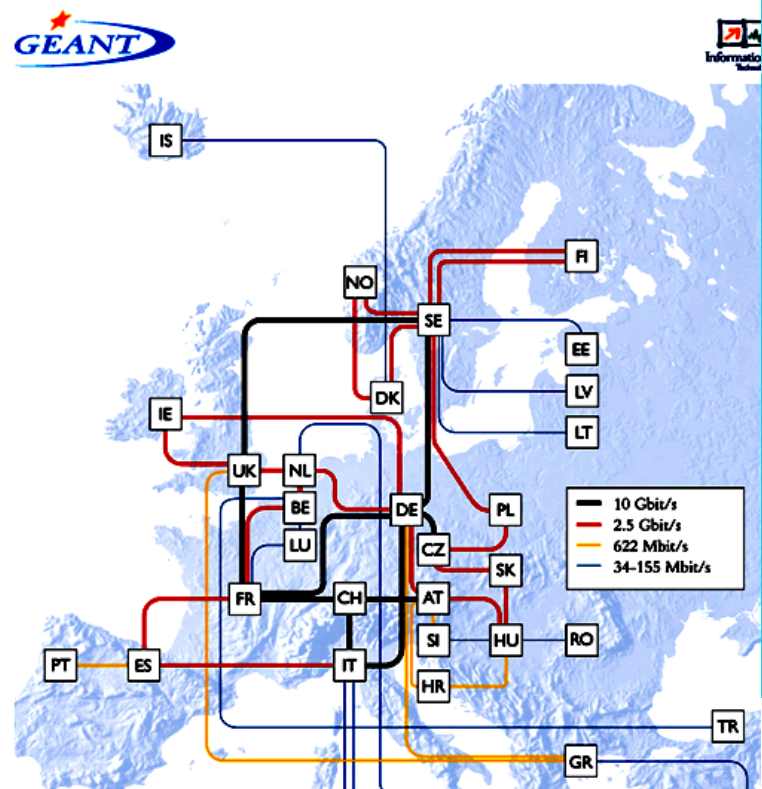 GEANT
Informatio
IS
FI
NO
SE
EE
LV
DK
IE
LT
UK
NL
BE
DE
PL
LU
CZ
SK
FR
CH
AT
SI
HU
RO
PT
ES
IT
HR
TR
GR
10 Gbit/s
2.5 Gbit/s
622 Mbit/s
34-155 Mbit/s